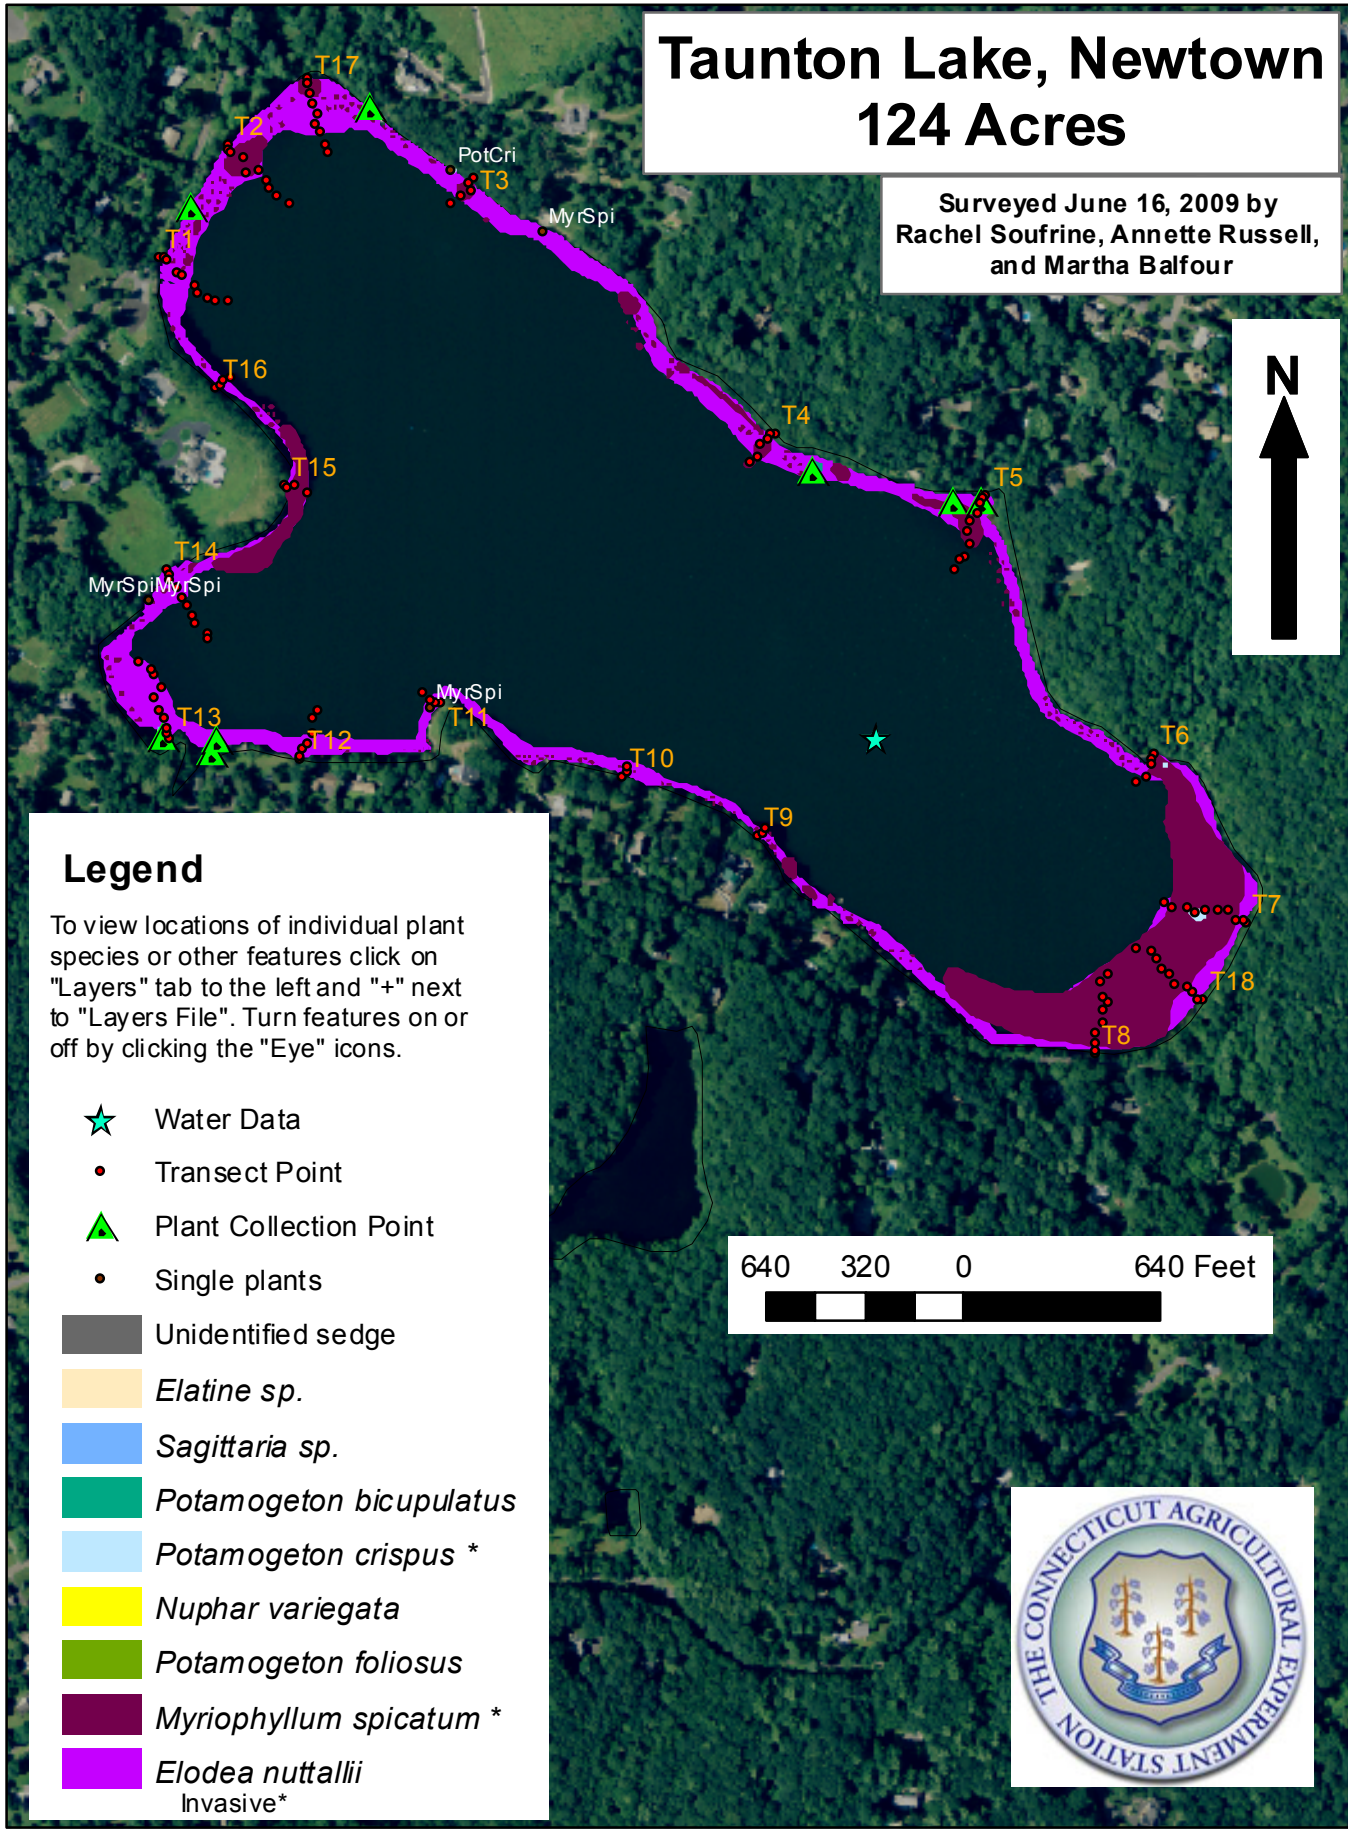 Taunton Lake, Newtown
124 Acres
Surveyed June 16, 2009 by
Rachel Soufrine, Annette Russell,
and Martha Balfour
N
T17
T2
PotCri
T3
MyrSpi
T1
T16
T4
T15
T5
T14
MyrSpiMyrSpi
MyrSpi
T11
T13
T12
T10
T6
T9
T7
T18
T8
Legend
To view locations of individual plant
species or other features click on
"Layers" tab to the left and "+" next
to "Layers File". Turn features on or
off by clicking the "Eye" icons.
Water Data
Transect Point
Plant Collection Point
Single plants
Unidentified sedge
Elatine sp.
Sagittaria sp.
Potamogeton bicupulatus
Potamogeton crispus *
Nuphar variegata
Potamogeton foliosus
Myriophyllum spicatum *
Elodea nuttallii
Invasive*
640 320 0 640 Feet
THE CONNECTICUT AGRICULTURAL EXPERIMENT STATION